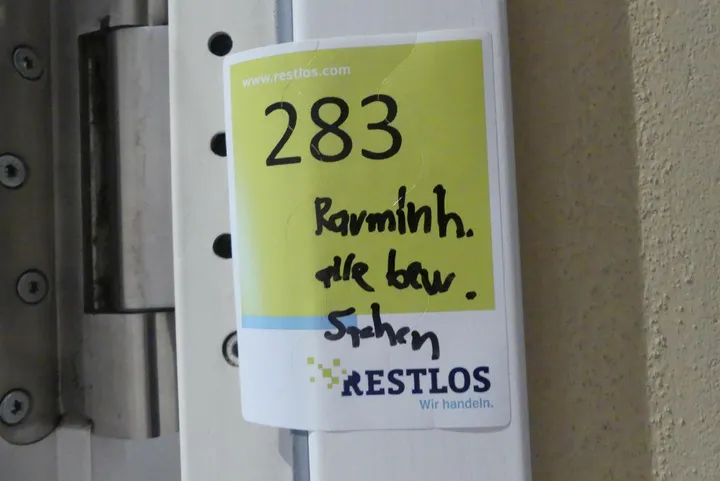 www.restlos.com
283
Rauminh.
alle bew.
Sachen
RESTLOS
Wir handeln.